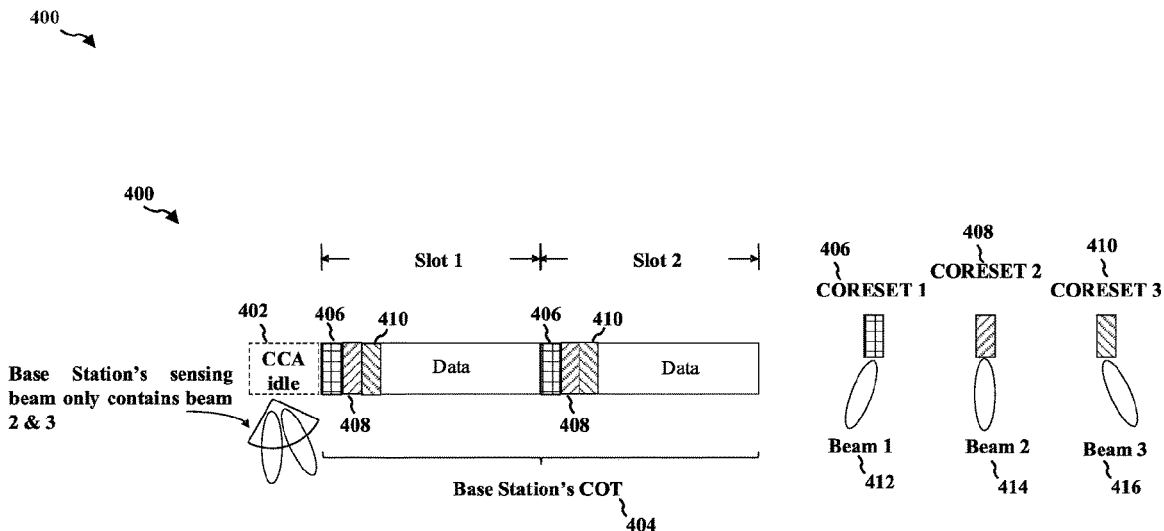 400
400
Slot 1
Slot 2
406
408
410
CORESET 1
CORESET 2
CORESET 3
402
406
410
406
410
CCA
idle
Data
Data
Base Station's sensing
beam only contains beam
2 & 3
408
408
Base Station's COT
404
Beam 1
Beam 2
Beam 3
412
414
416